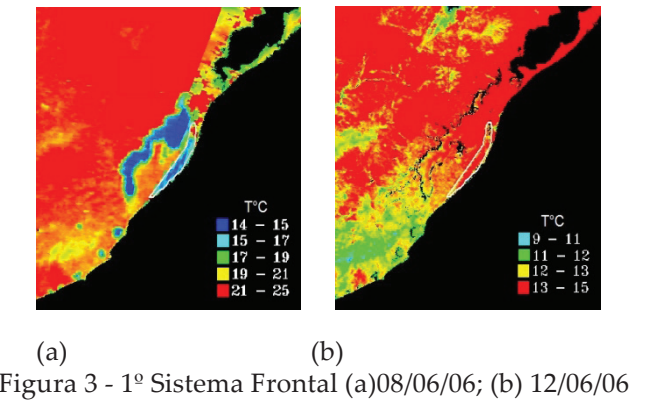 T°C
14 – 15
15 – 17
17 – 19
19 – 21
21 – 25
T°C
9 – 11
11 – 12
12 – 13
13 – 15
(a) (b)
Figura 3 - 1º Sistema Frontal (a)08/06/06; (b) 12/06/06